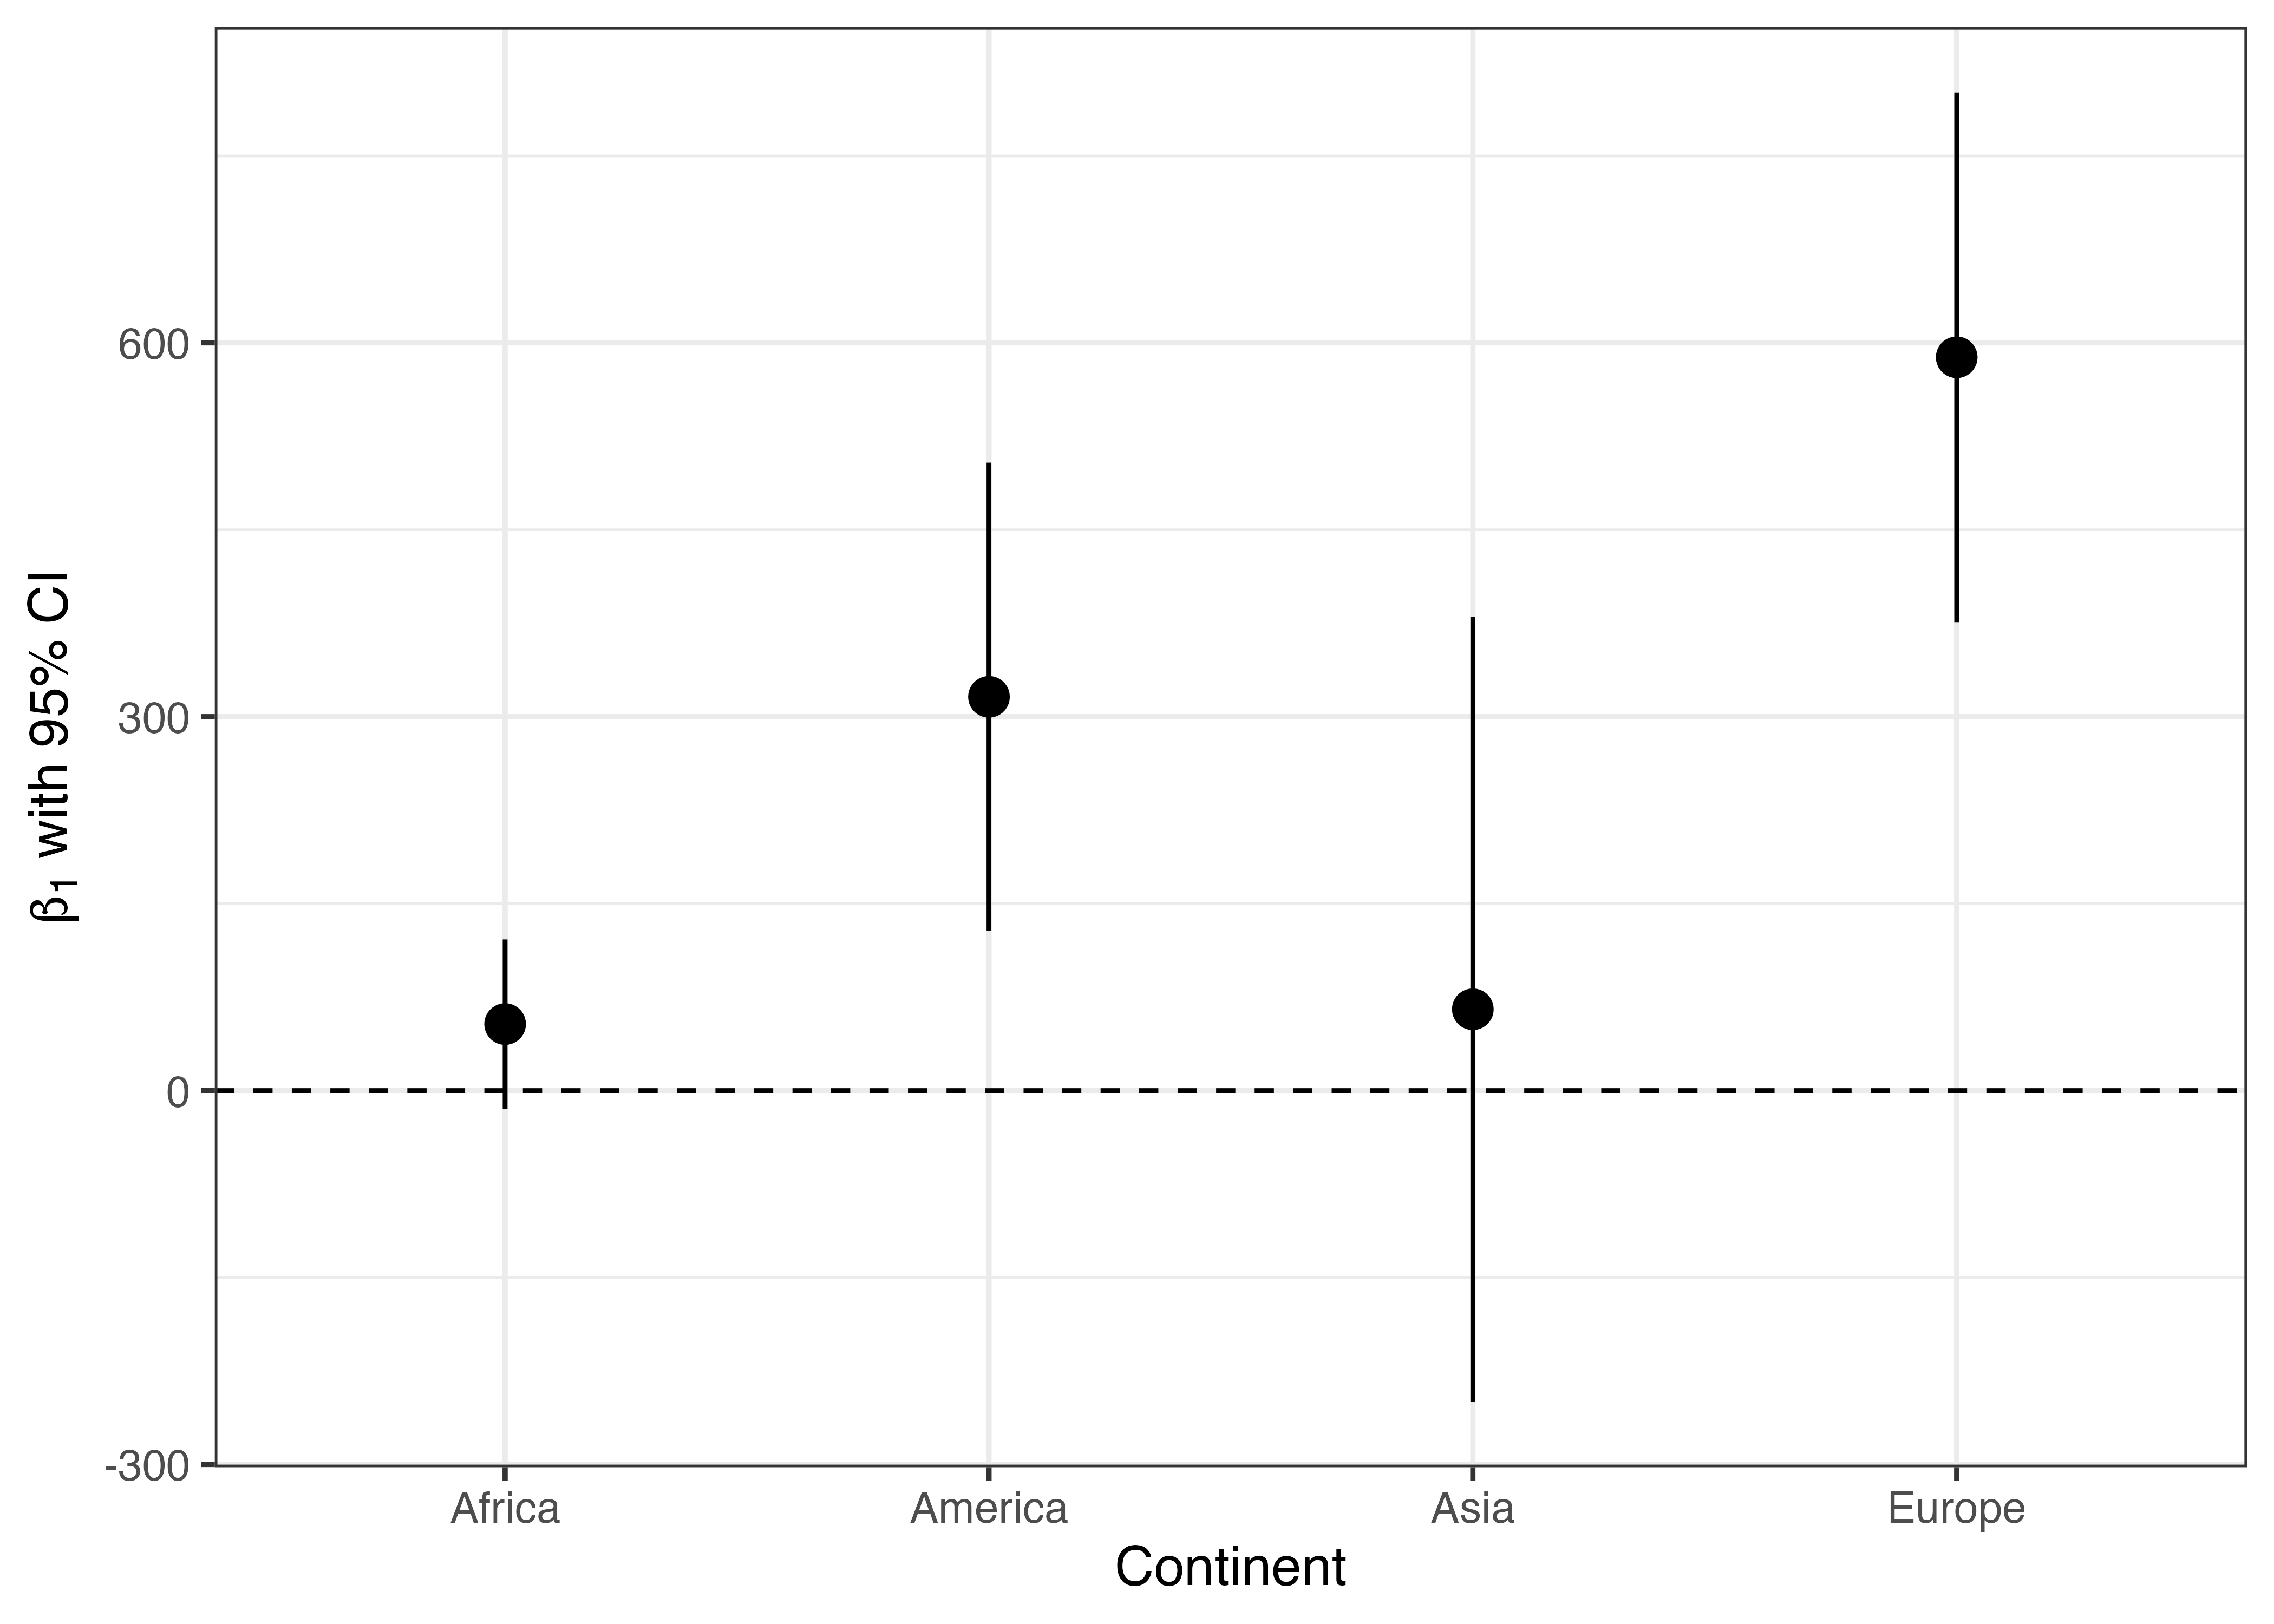 β1 with 95% CI
600
300
0
-300
Africa America Asia Europe
Continent